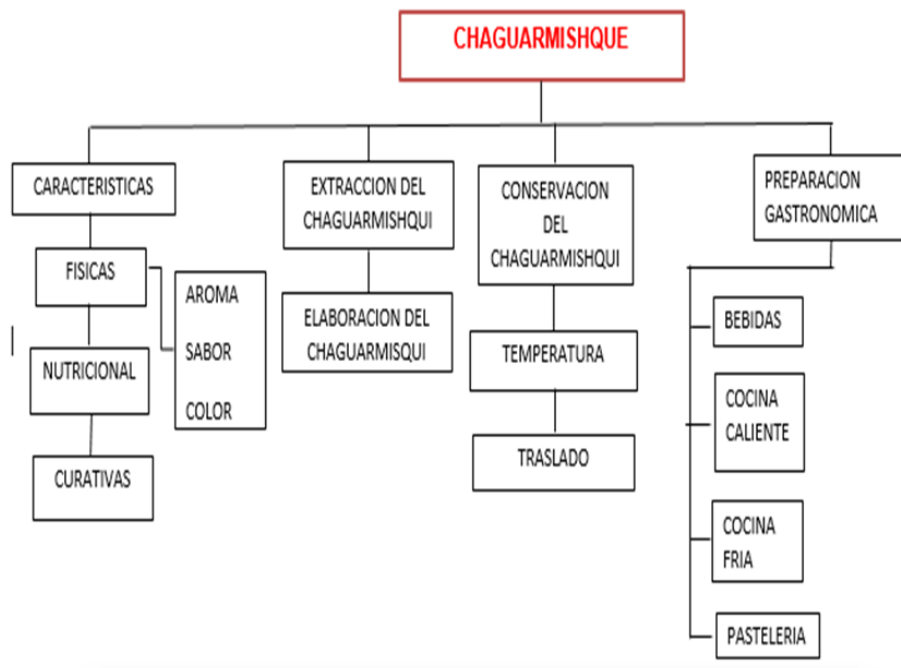 CHAGUARMISHQUE
CARACTERISTICAS
FISICAS
AROMA
SABOR
COLOR
NUTRICIONAL
CURATIVAS
EXTRACCION DEL
CHAGUARMISHQUI
ELABORACION DEL
CHAGUARMISQUI
CONSERVACION
DEL
CHAGUARMISHQUI
TEMPERATURA
TRASLADO
PREPARACION
GASTRONOMICA
BEBIDAS
COCINA
CALIENTE
COCINA
FRIA
PASTELERIA